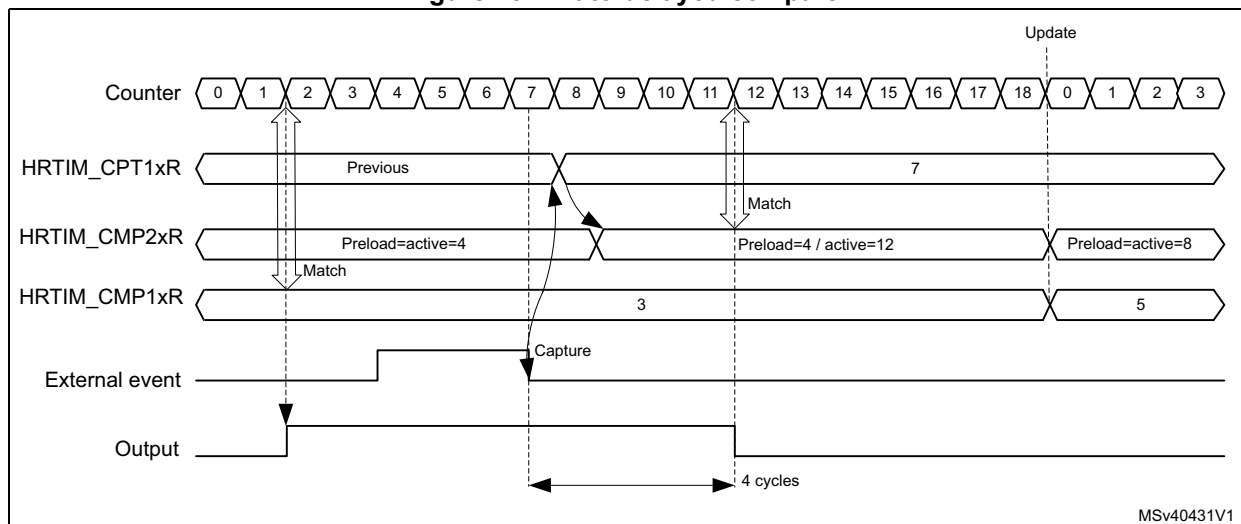 Update
Counter 0 1 2 3 4 5 6 7 8 9 10 11 12 13 14 15 16 17 18 0 1 2 3
HRTIM_CPT1xR Previous 7
Match
HRTIM_CMP2xR Preload=active=4 Preload=4 / active=12 Preload=active=8
Match
HRTIM_CMP1xR 3 5
Capture
External event
Output
4 cycles
MSv40431V1